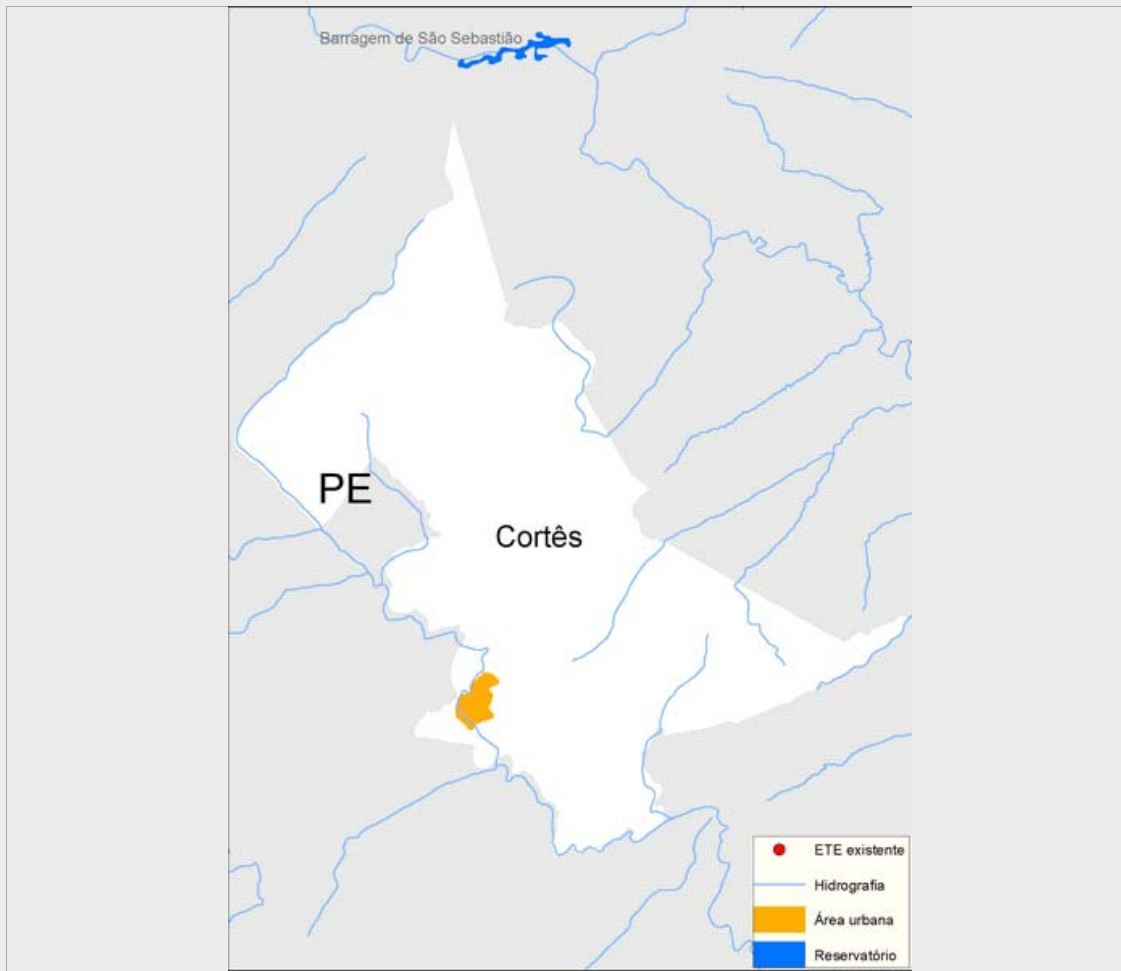 Barragem de São Sebastião
PE
Cortês
ETE existente
Hidrografia
Área urbana
Reservatório